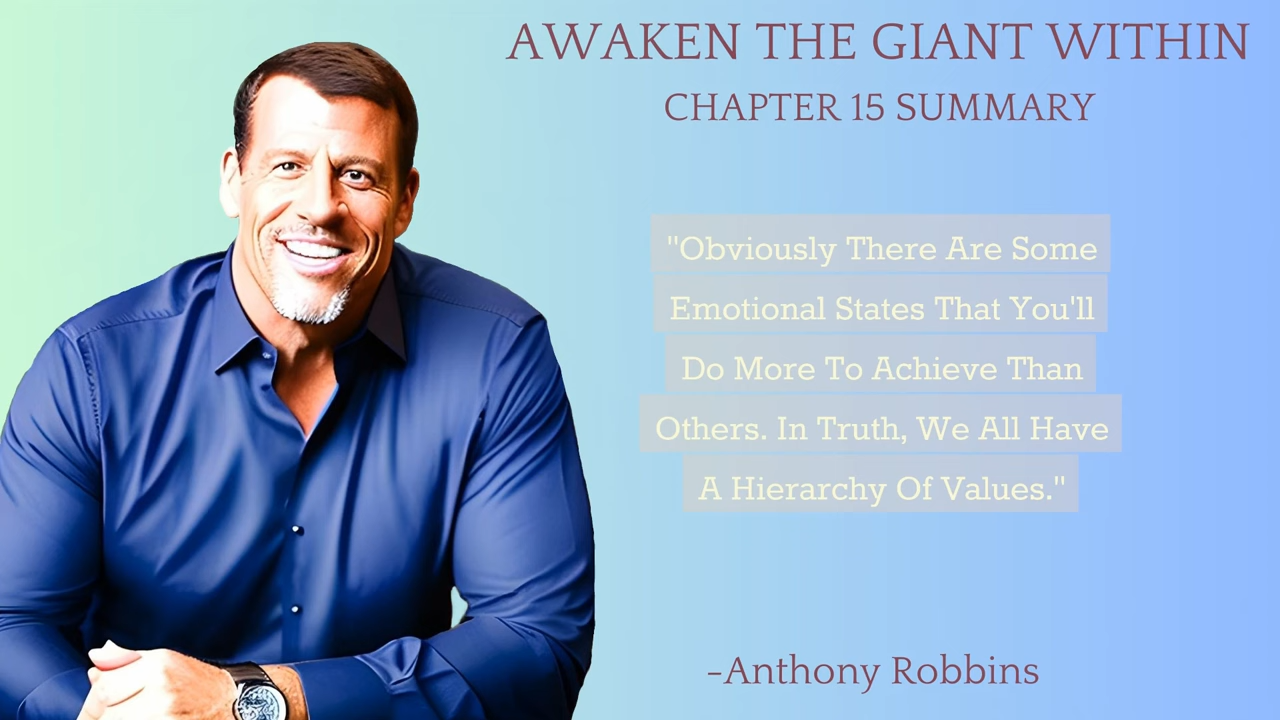 AWAKEN THE GIANT WITHIN
CHAPTER 15 SUMMARY
"Obviously There Are Some
Emotional States That You'll
Do More To Achieve Than
Others. In Truth, We All Have
A Hierarchy Of Values."
–Anthony Robbins